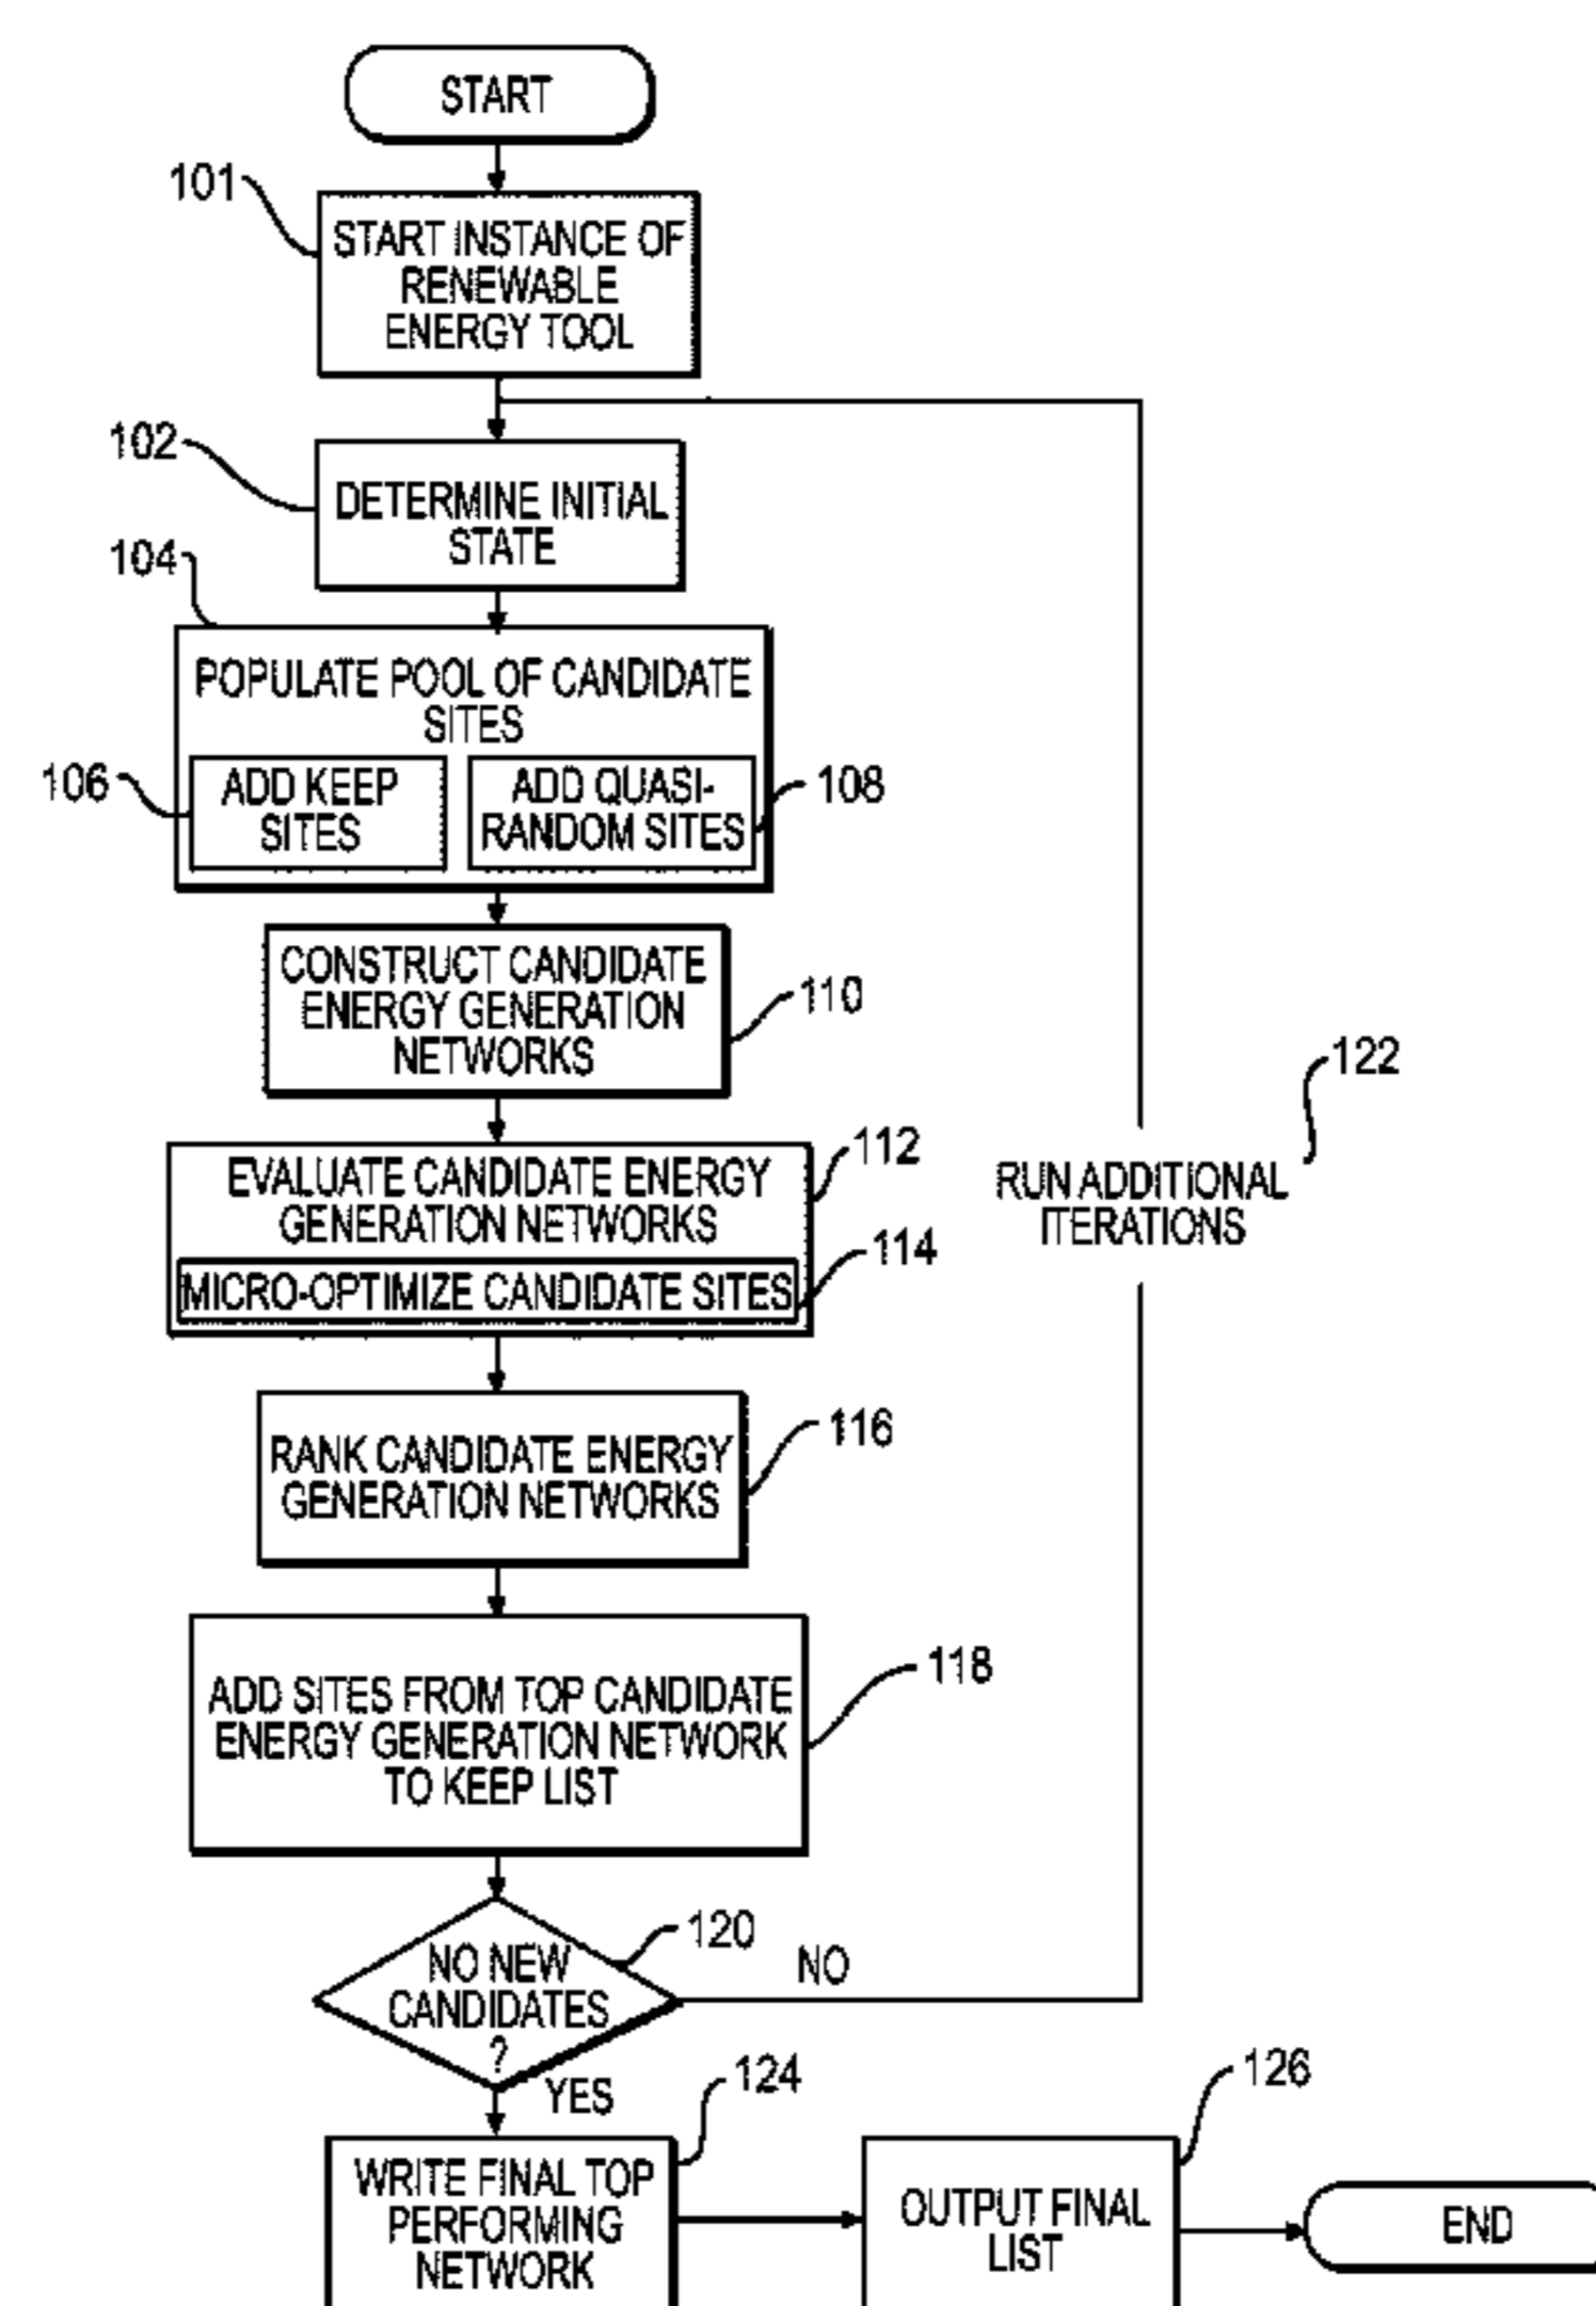 START
101
START INSTANCE OF
RENEWABLE
ENERGY TOOL
102
DETERMINE INITIAL
STATE
104
POPULATE POOL OF CANDIDATE
SITES
106
ADD KEEP
SITES
ADD QUASI-
RANDOM SITES
108
CONSTRUCT CANDIDATE
ENERGY GENERATION
NETWORKS
110
122
EVALUATE CANDIDATE ENERGY
GENERATION NETWORKS
112
MICRO-OPTIMIZE CANDIDATE SITES
114
RUN ADDITIONAL
ITERATIONS
RANK CANDIDATE ENERGY
GENERATION NETWORKS
116
ADD SITES FROM TOP CANDIDATE
ENERGY GENERATION NETWORK
TO KEEP LIST
118
NO NEW
CANDIDATES
?
120
NO
YES
124
WRITE FINAL TOP
PERFORMING
NETWORK
126
OUTPUT FINAL
LIST
END